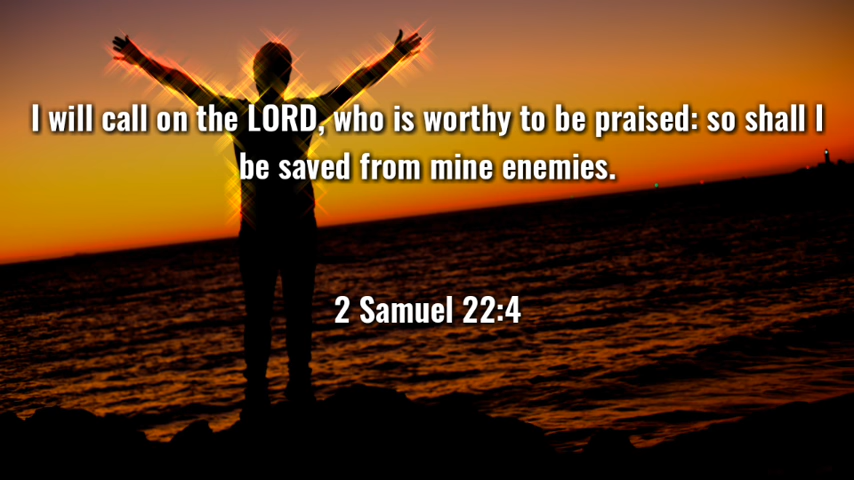 I will call on the LORD, who is worthy to be praised: so shall I
be saved from mine enemies.
2 Samuel 22:4